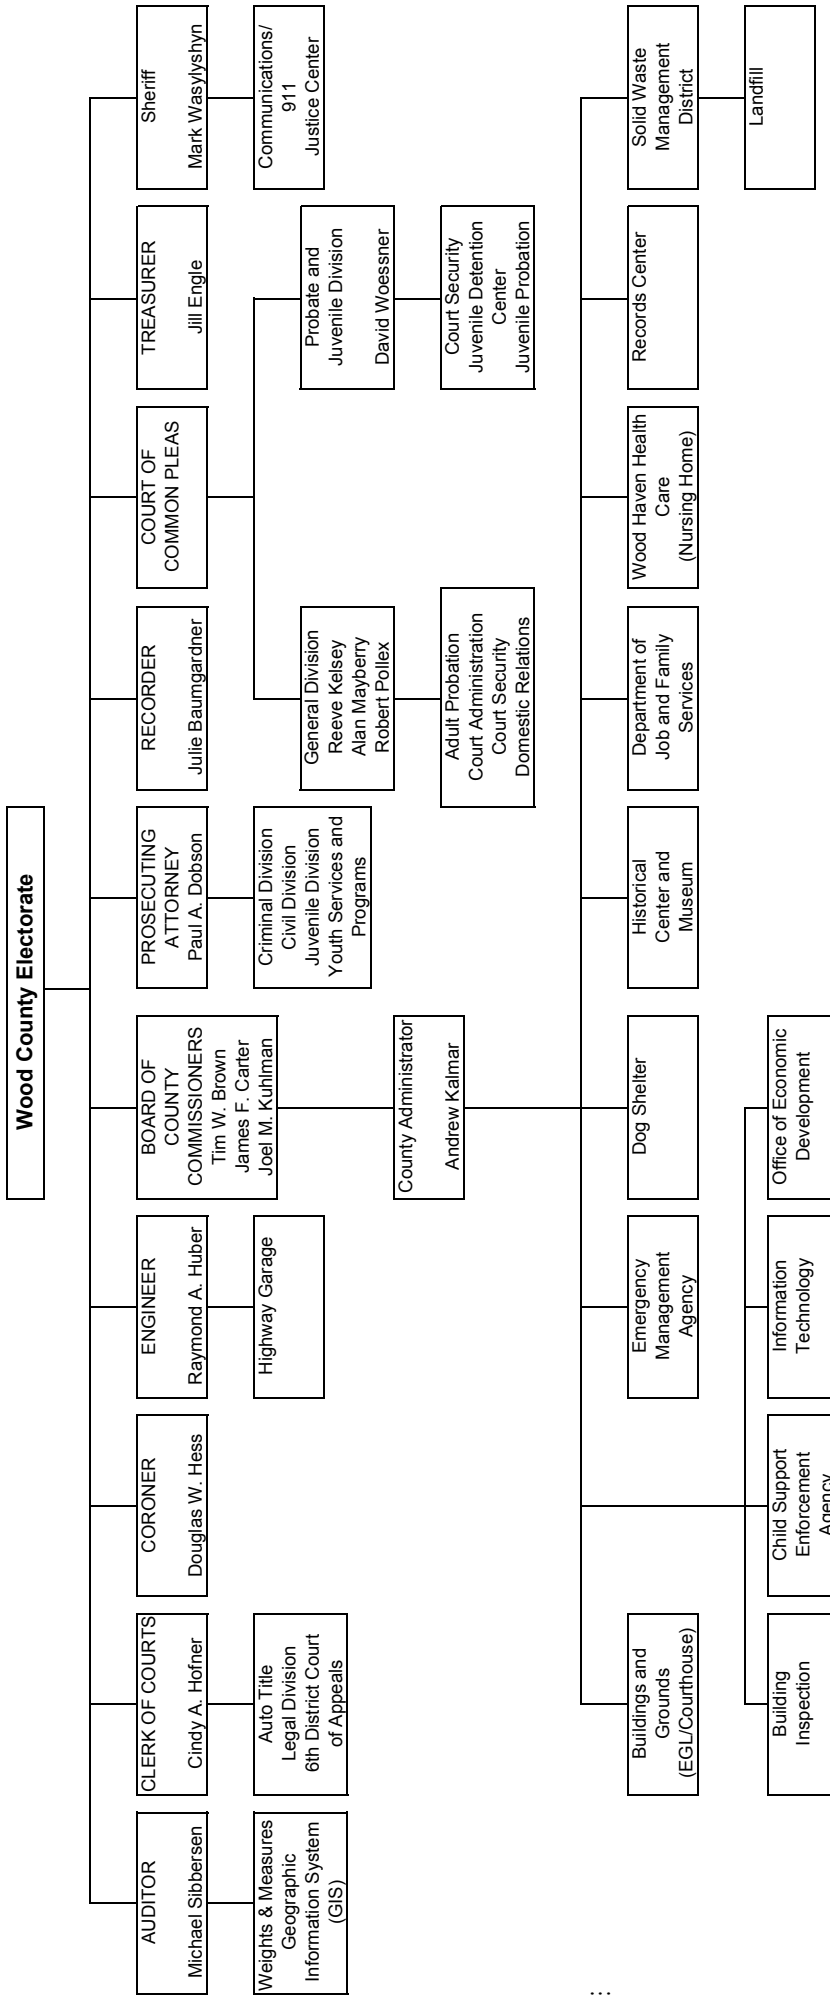 Wood County Electorate
AUDITOR
Michael Sibbersen
Weights & Measures
Geographic
Information System
(GIS)
CLERK OF COURTS
Cindy A. Hofner
Auto Title
Legal Division
6th District Court
of Appeals
CORONER
Douglas W. Hess
ENGINEER
Raymond A. Huber
Highway Garage
BOARD OF
COUNTY
COMMISSIONERS
Tim W. Brown
James F. Carter
Joel M. Kuhlman
PROSECUTING
ATTORNEY
Paul A. Dobson
Criminal Division
Civil Division
Juvenile Division
Youth Services and
Programs
RECORDER
Julie Baumgardner
COURT OF
COMMON PLEAS
General Division
Reeve Kelsey
Alan Mayberry
Robert Pollex
Adult Probation
Court Administration
Court Security
Domestic Relations
Probate and
Juvenile Division
David Woessner
Court Security
Juvenile Detention
Center
Juvenile Probation
TREASURER
Jill Engle
Sheriff
Mark Wasylyshyn
Communications/
911
Justice Center
County Administrator
Andrew Kalmar
...
Buildings and
Grounds
(EGL/Courthouse)
Emergency
Management
Agency
Dog Shelter
Historical
Center and
Museum
Department of
Job and Family
Services
Wood Haven Health
Care
(Nursing Home)
Records Center
Solid Waste
Management
District
Landfill
Building
Inspection
Child Support
Enforcement
Agency
Information
Technology
Office of Economic
Development